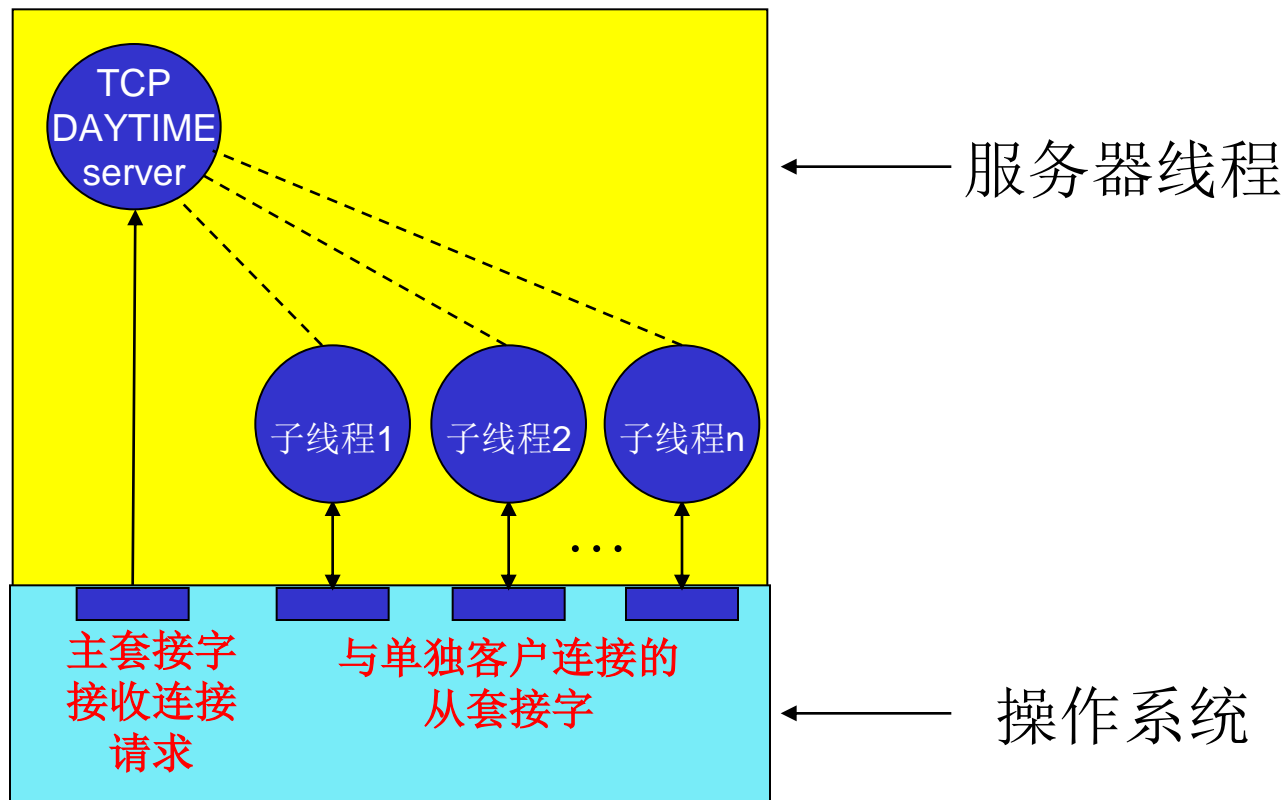 TCP
DAYTIME
server
服务器线程
子线程1
子线程2
子线程n
...
主套接字
接收连接
请求
与单独客户连接的
从套接字
操作系统